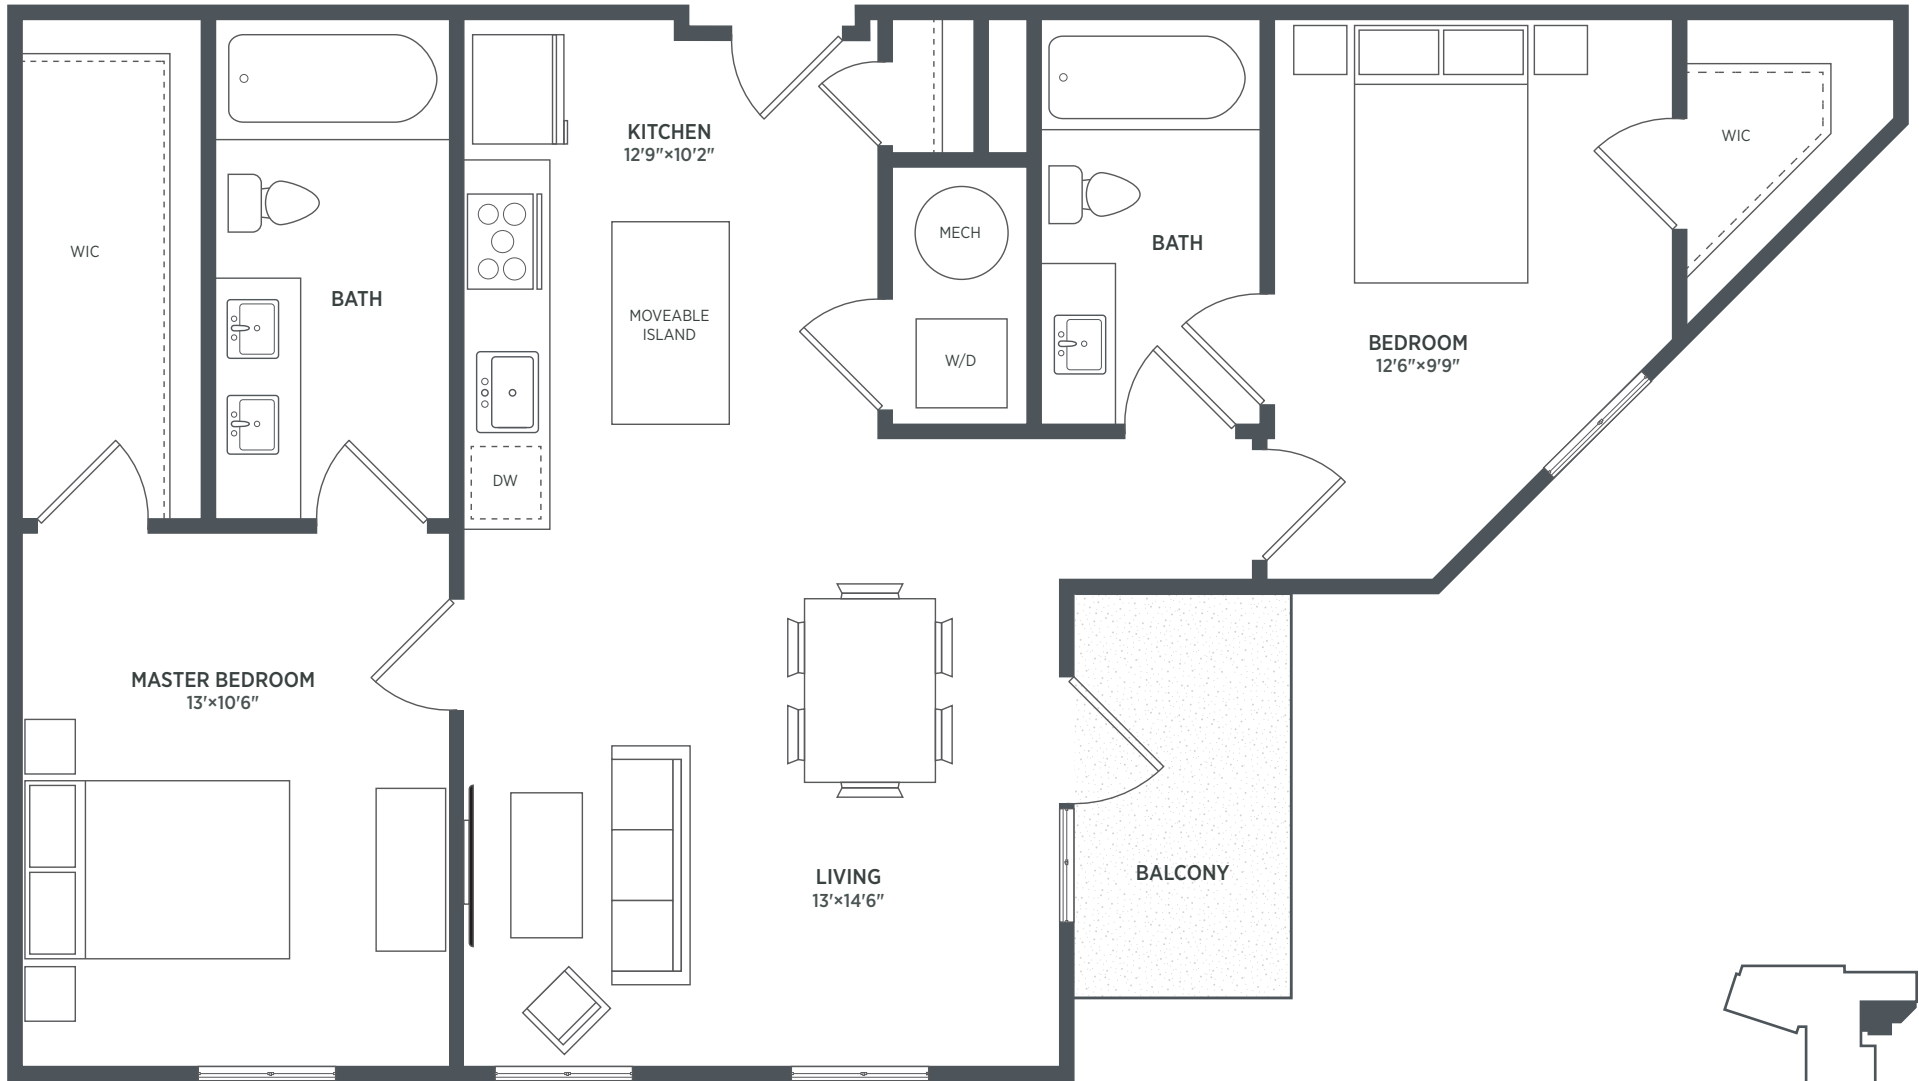 KITCHEN
12'9"×10'2"
WIC
MECH
BATH
WIC
BATH
MOVEABLE
ISLAND
W/D
BEDROOM
12'6"×9'9"
DW
MASTER BEDROOM
13'×10'6"
LIVING
13'×14'6"
BALCONY